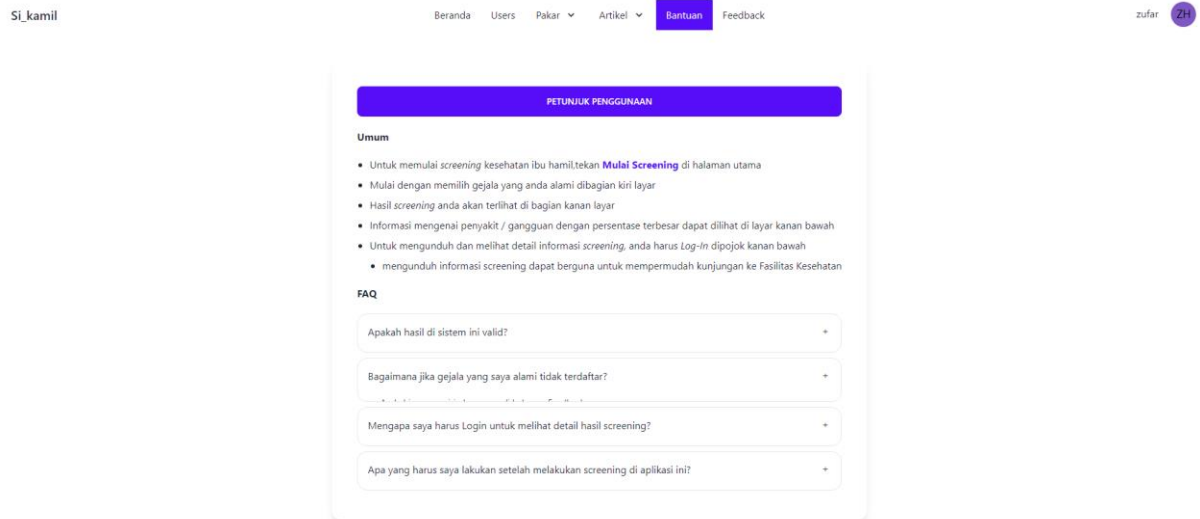 Si_kamil
Beranda Users Pakar Artikel Bantuan Feedback
zufar ZH
PETUNJUK PENGGUNAAN
Umum
• Untuk memulai screening kesehatan ibu hamil,tekan Mulai Screening di halaman utama
• Mulai dengan memilih gejala yang anda alami dibagian kiri layar
• Hasil screening anda akan terlihat di bagian kanan layar
• Informasi mengenai penyakit / gangguan dengan persentase terbesar dapat dilihat di layar kanan bawah
• Untuk mengunduh dan melihat detail informasi screening, anda harus Log-In dipojok kanan bawah
• mengunduh informasi screening dapat berguna untuk mempermudah kunjungan ke Fasilitas Kesehatan
FAQ
Apakah hasil di sistem ini valid? +
Bagaimana jika gejala yang saya alami tidak terdaftar? +
Mengapa saya harus Login untuk melihat detail hasil screening? +
Apa yang harus saya lakukan setelah melakukan screening di aplikasi ini? +